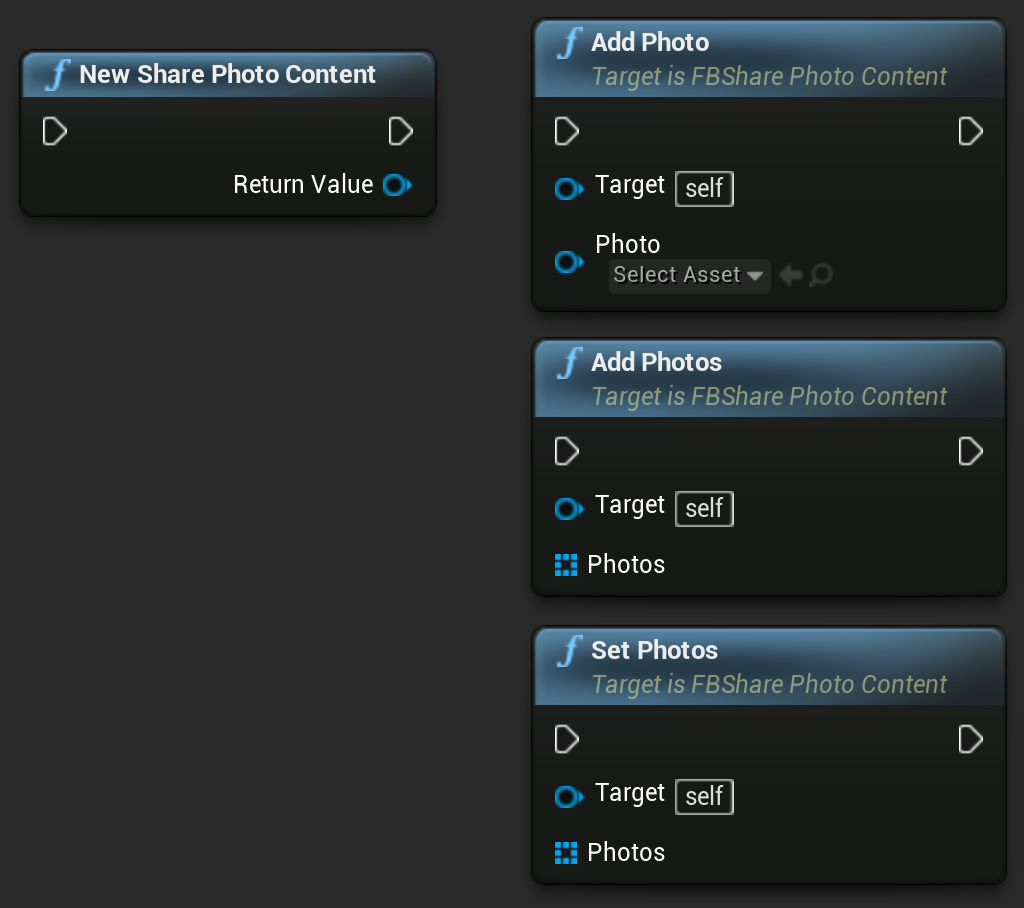 New Share Photo Content
Return Value
Add Photo
Target is FBShare Photo Content
Target self
Photo
Select Asset
Add Photos
Target is FBShare Photo Content
Target self
Photos
Set Photos
Target is FBShare Photo Content
Target self
Photos